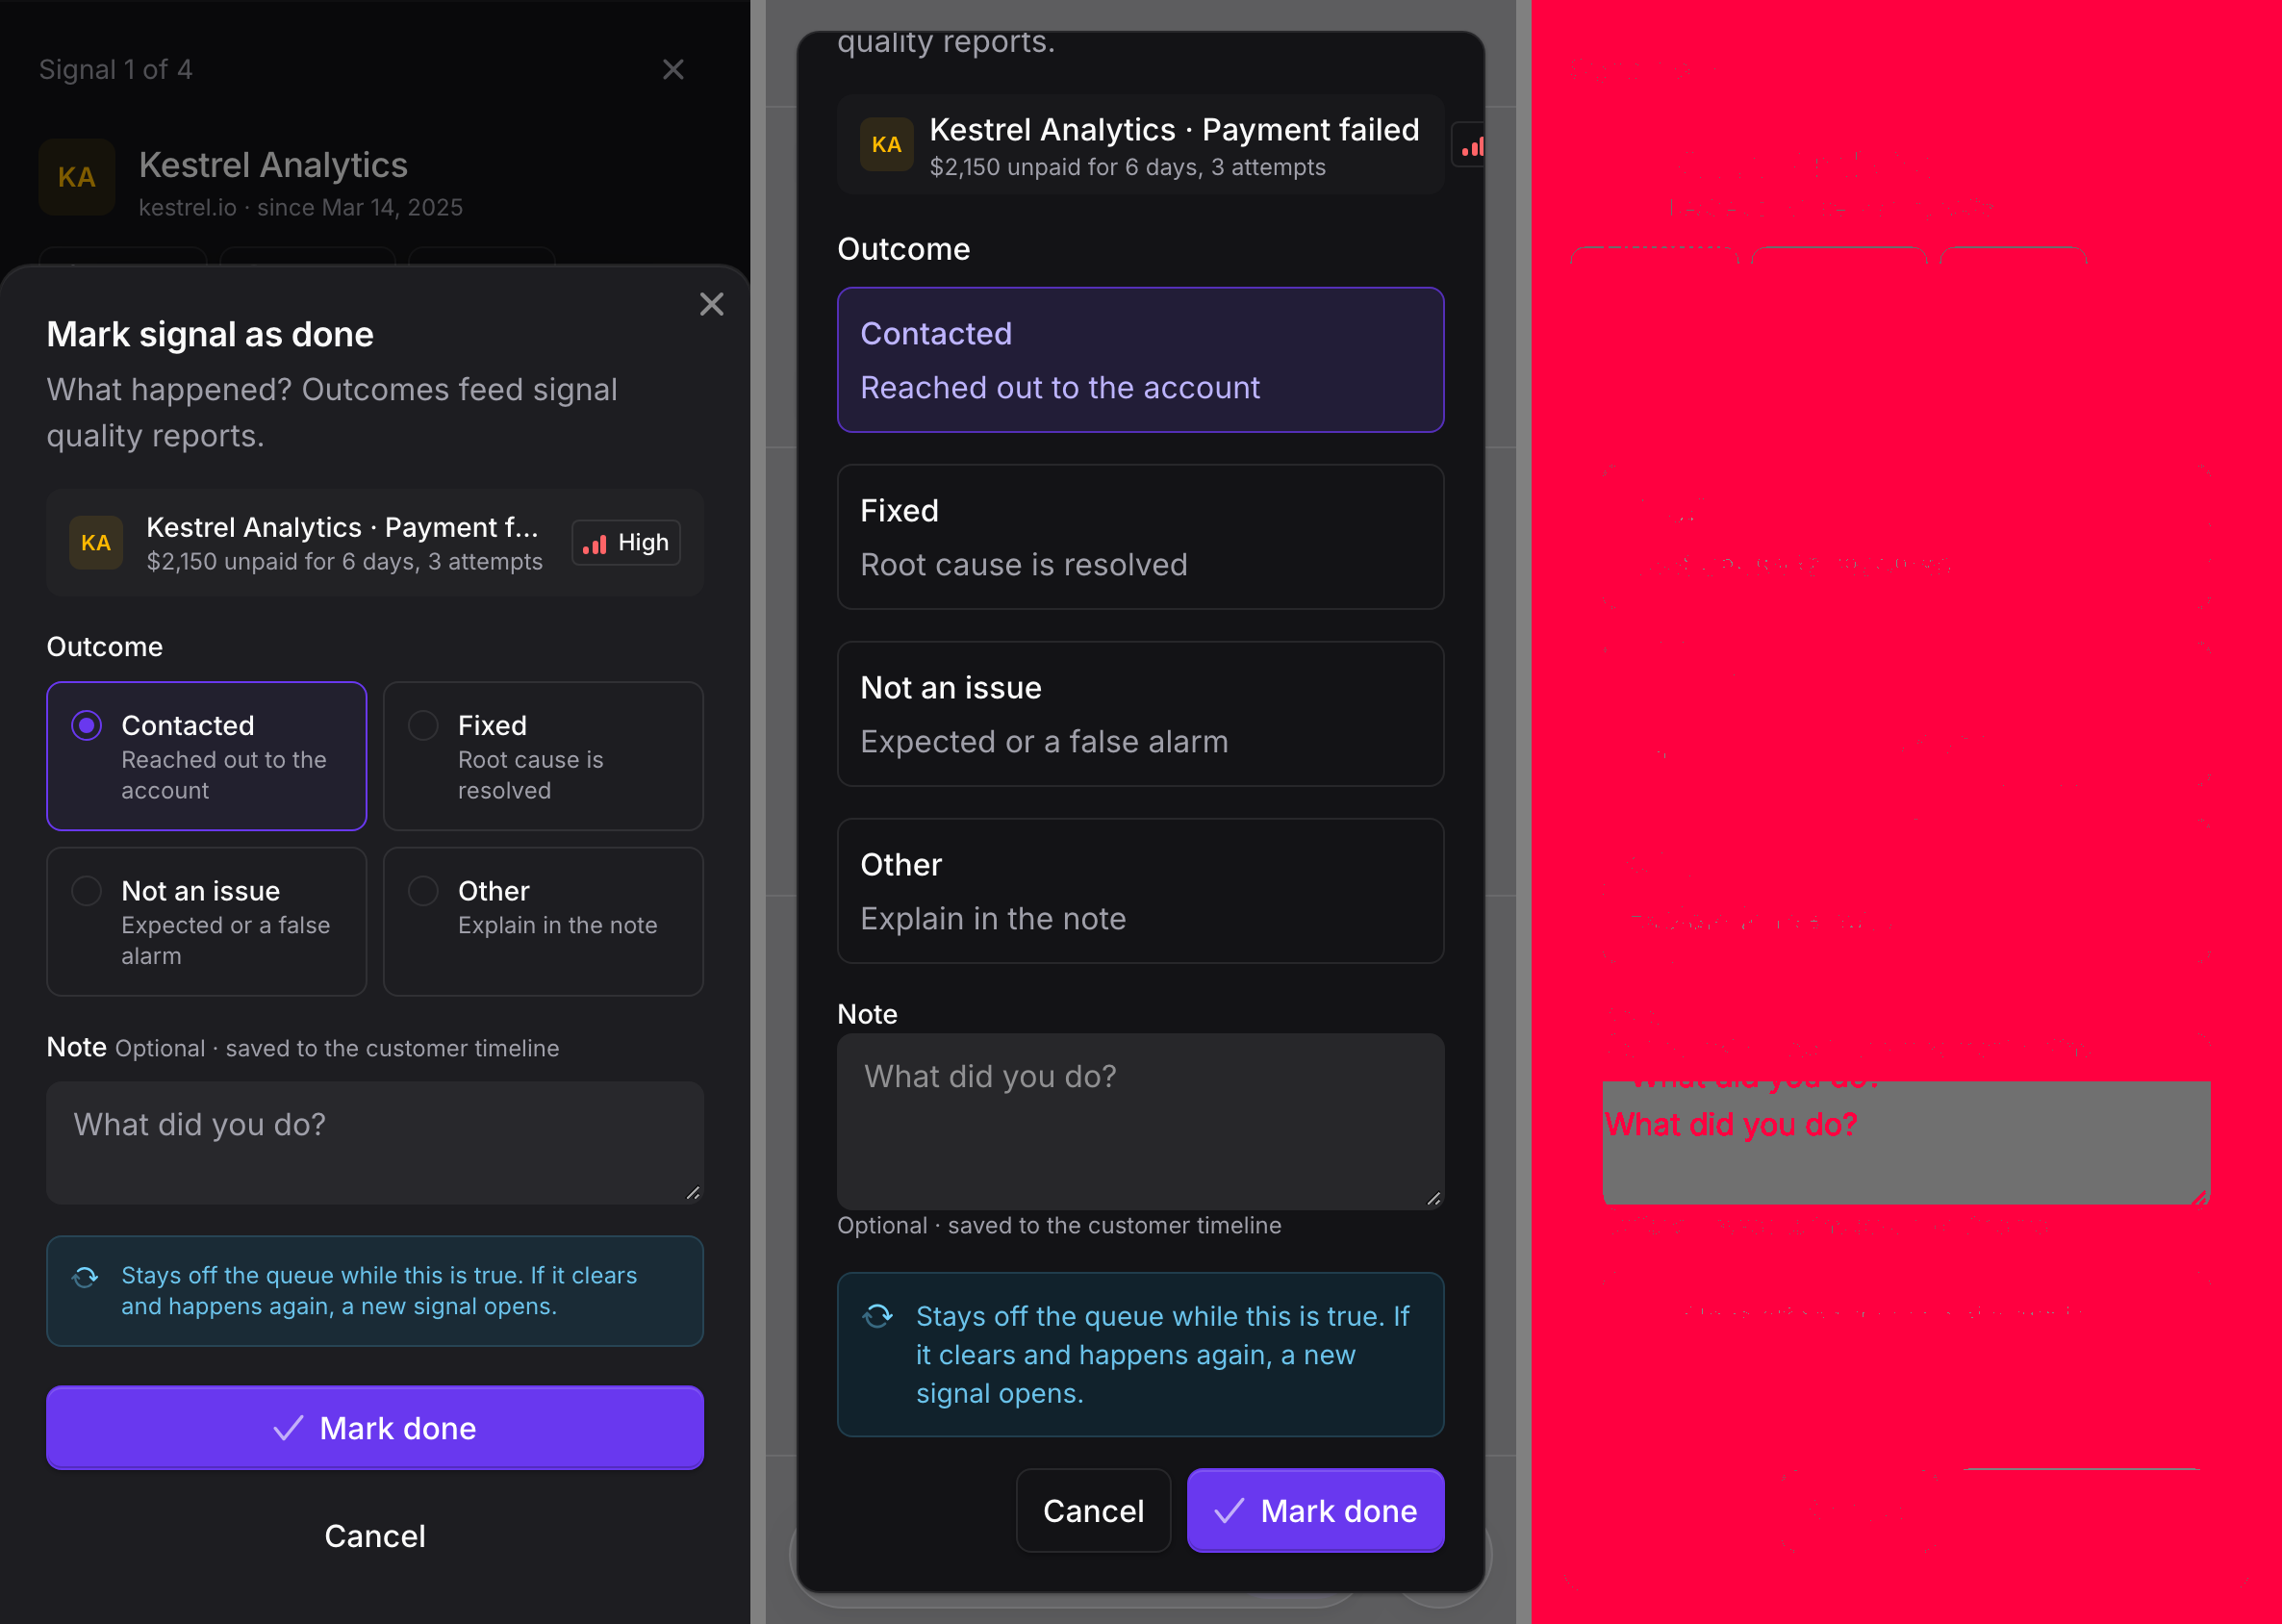 Signal 1 of 4
KA
Kestrel Analytics
kestrel.io · since Mar 14, 2025
Mark signal as done
What happened? Outcomes feed signal
quality reports.
KA
Kestrel Analytics · Payment f...
$2,150 unpaid for 6 days, 3 attempts
High
Outcome
Contacted
Reached out to the
account
Fixed
Root cause is
resolved
Not an issue
Expected or a false
alarm
Other
Explain in the note
Note Optional · saved to the customer timeline
What did you do?
Stays off the queue while this is true. If it clears
and happens again, a new signal opens.
Mark done
Cancel
quality reports.
KA
Kestrel Analytics · Payment failed
$2,150 unpaid for 6 days, 3 attempts
Outcome
Contacted
Reached out to the account
Fixed
Root cause is resolved
Not an issue
Expected or a false alarm
Other
Explain in the note
Note
What did you do?
Optional · saved to the customer timeline
Stays off the queue while this is true. If
it clears and happens again, a new
signal opens.
Cancel
Mark done
What did you do?
What did you do?